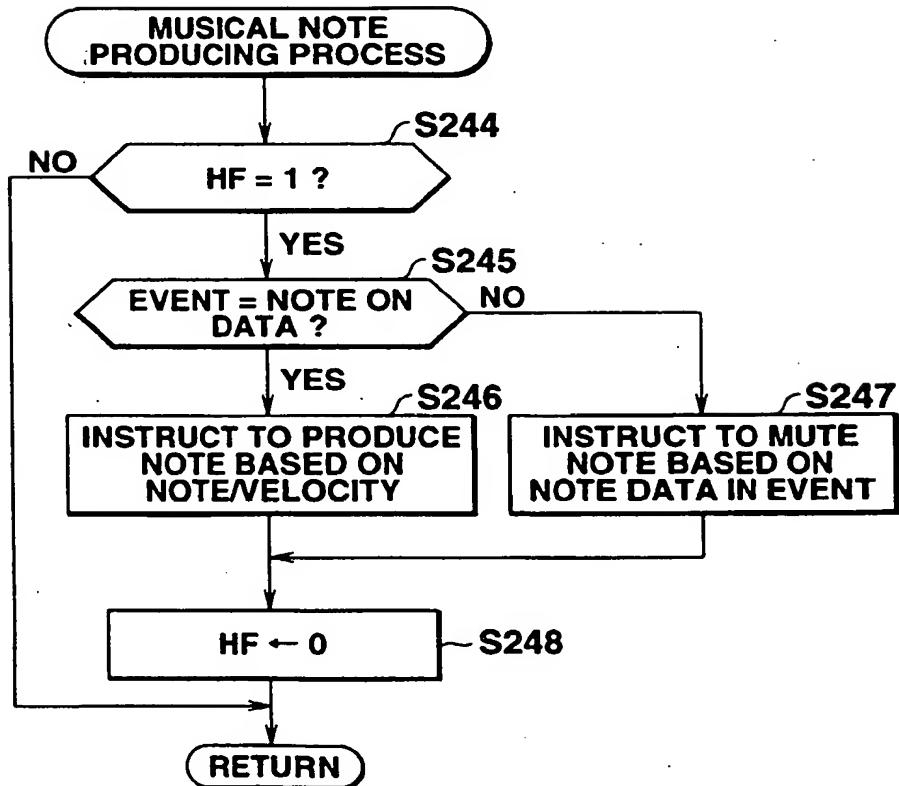 MUSICAL NOTE
PRODUCING PROCESS
S244
NO
HF = 1 ?
YES
S245
EVENT = NOTE ON
DATA ?
NO
YES
S246
INSTRUCT TO PRODUCE
NOTE BASED ON
NOTE/VELOCITY
S247
INSTRUCT TO MUTE
NOTE BASED ON
NOTE DATA IN EVENT
HF ← 0
S248
RETURN